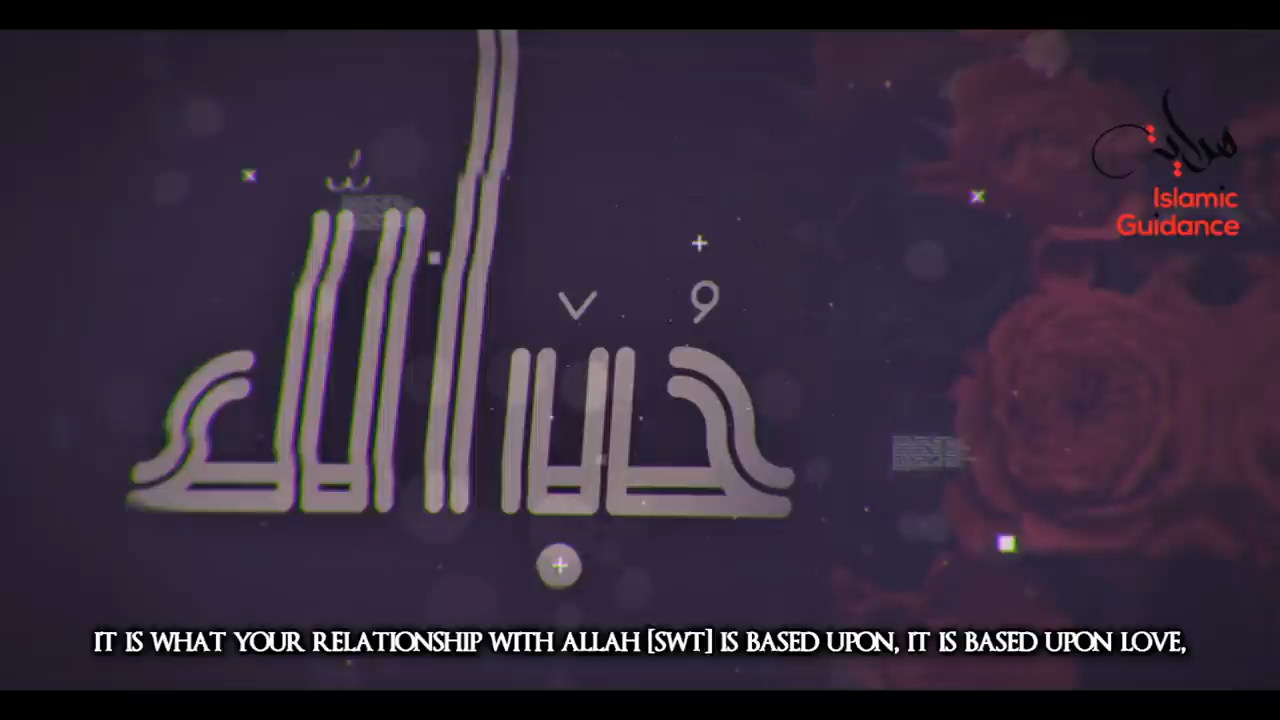 حُبّ الله
هداية
Islamic
Guidance
IT IS WHAT YOUR RELATIONSHIP WITH ALLAH [SWT] IS BASED UPON, IT IS BASED UPON LOVE,